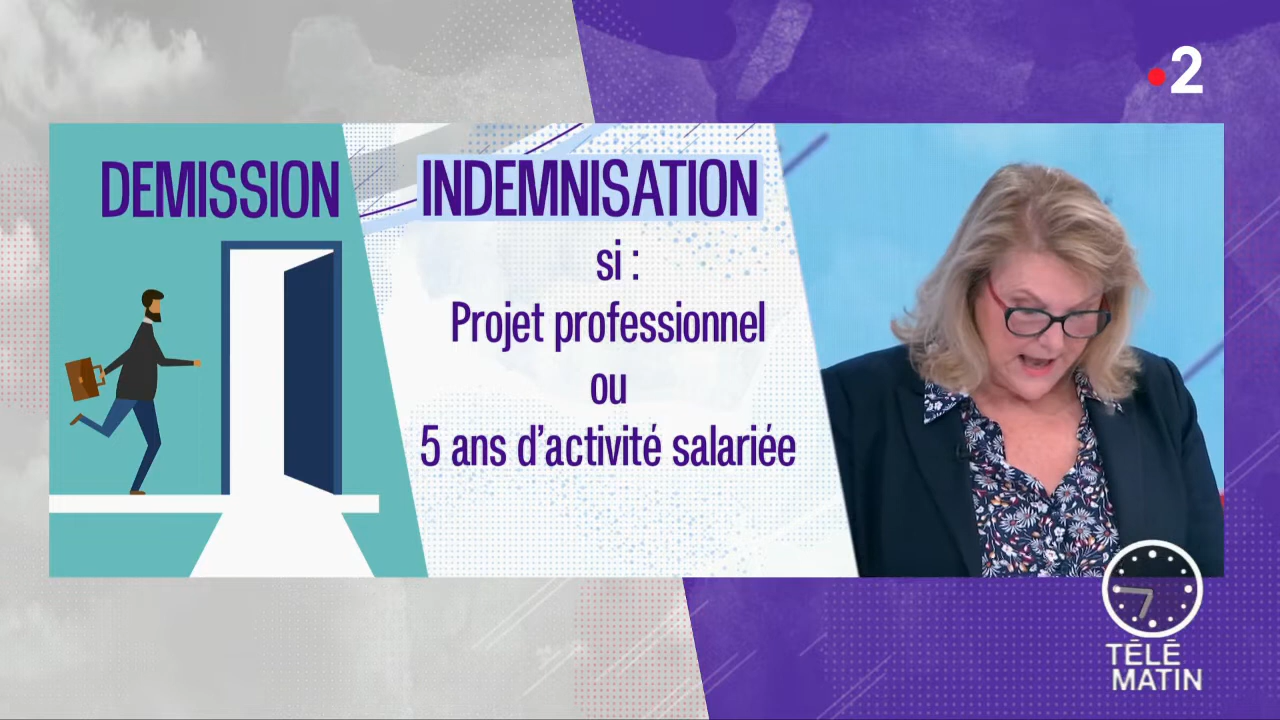 2
DEMISSION
INDEMNISATION
si :
Projet professionnel
ou
5 ans d'activité salariée
TÉLÉ
MATIN